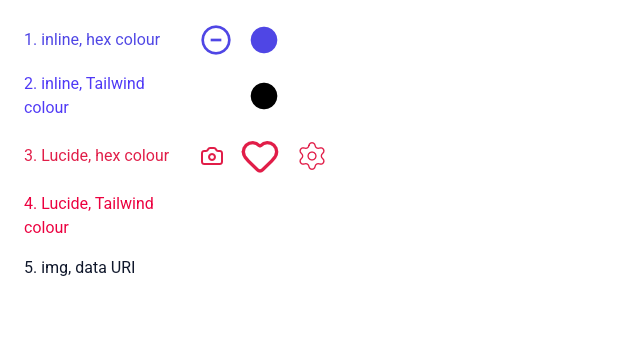 1. inline, hex colour
2. inline, Tailwind
colour
3. Lucide, hex colour
4. Lucide, Tailwind
colour
5. img, data URI